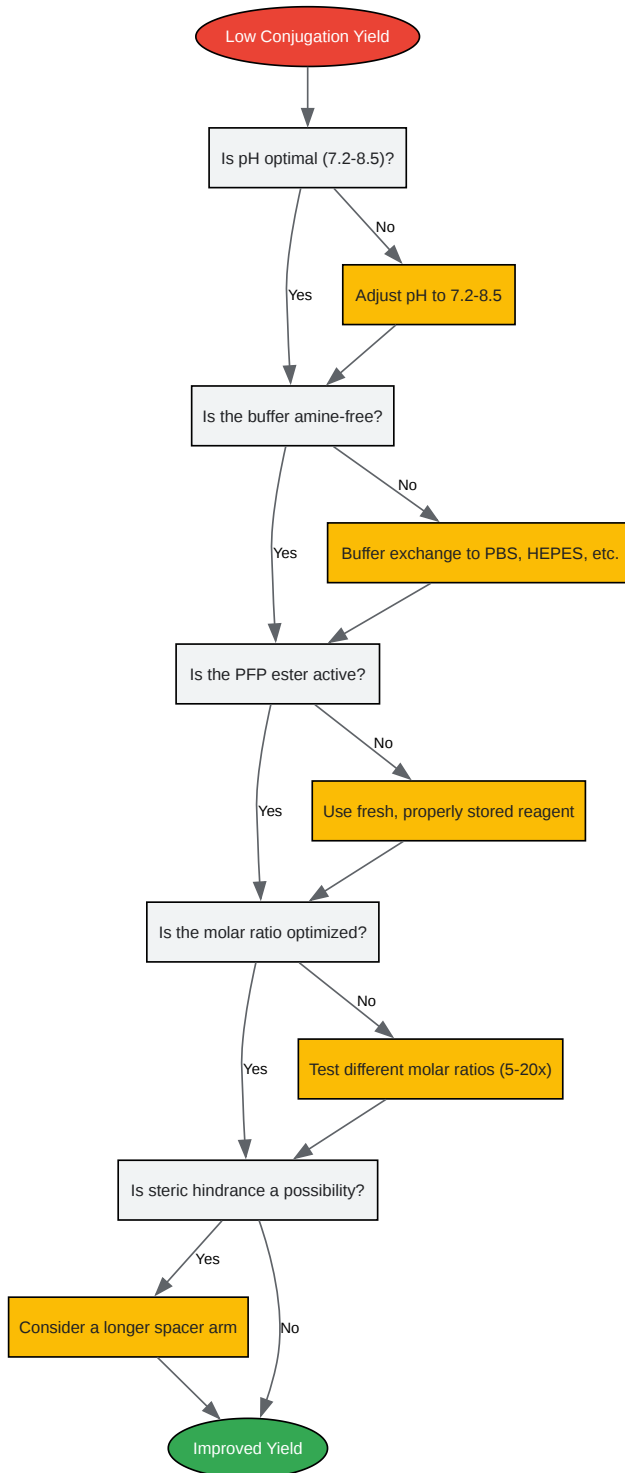 Low Conjugation Yield
Is pH optimal (7.2-8.5)?
No
Yes
Adjust pH to 7.2-8.5
Is the buffer amine-free?
No
Yes
Buffer exchange to PBS, HEPES, etc.
Is the PFP ester active?
No
Yes
Use fresh, properly stored reagent
Is the molar ratio optimized?
No
Yes
Test different molar ratios (5-20x)
Is steric hindrance a possibility?
Yes
Consider a longer spacer arm
No
Improved Yield